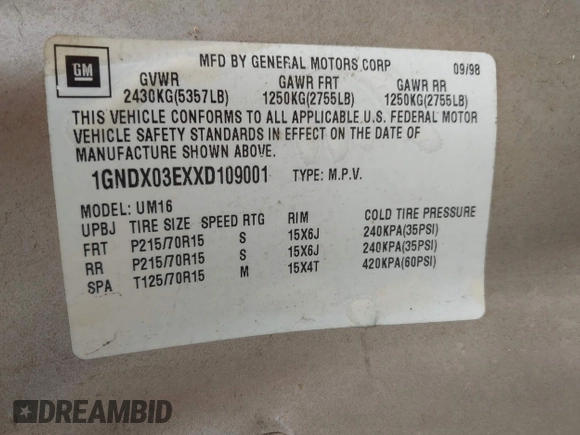 GM
MFD BY GENERAL MOTORS CORP 09/98
GVWR GAWR FRT GAWR RR
2430KG(5357LB) 1250KG(2755LB) 1250KG(2755LB)
THIS VEHICLE CONFORMS TO ALL APPLICABLE U.S. FEDERAL MOTOR
VEHICLE SAFETY STANDARDS IN EFFECT ON THE DATE OF
MANUFACTURE SHOWN ABOVE.
1GNDX03EXXD109001 TYPE: M.P.V.
MODEL: UM16
UPBJ TIRE SIZE SPEED RTG RIM COLD TIRE PRESSURE
FRT P215/70R15 S 15X6J 240KPA(35PSI)
RR P215/70R15 S 15X6J 240KPA(35PSI)
SPA T125/70R15 M 15X4T 420KPA(60PSI)
DREAMBID